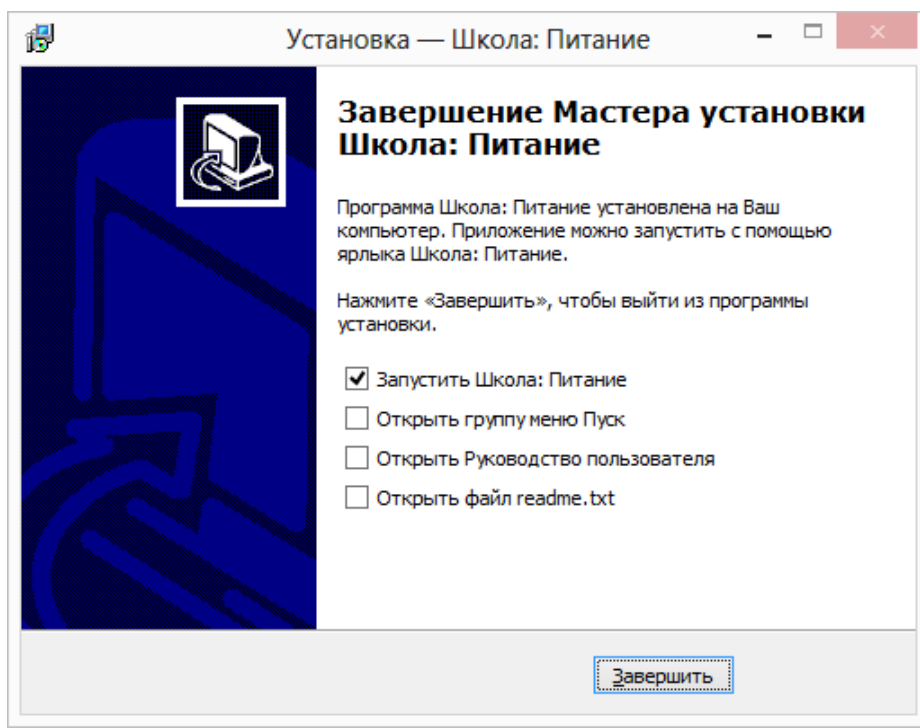 Установка — Школа: Питание
Завершение Мастера установки
Школа: Питание
Программа Школа: Питание установлена на Ваш
компьютер. Приложение можно запустить с помощью
ярлыка Школа: Питание.
Нажмите «Завершить», чтобы выйти из программы
установки.
Запустить Школа: Питание
Открыть группу меню Пуск
Открыть Руководство пользователя
Открыть файл readme.txt
Завершить